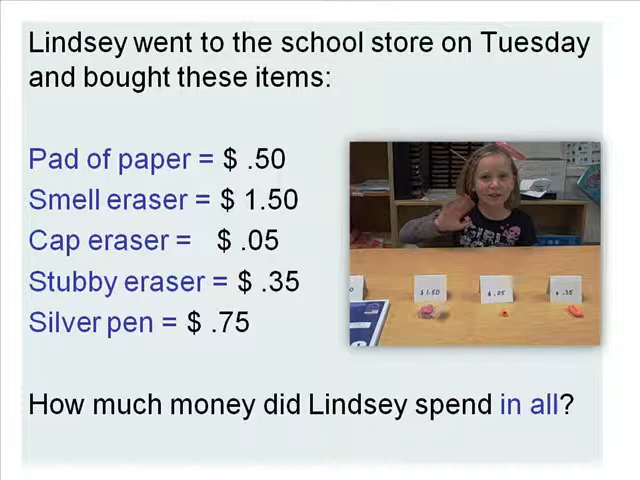 Lindsey went to the school store on Tuesday
and bought these items:
Pad of paper = $ .50
Smell eraser = $ 1.50
Cap eraser = $ .05
Stubby eraser = $ .35
Silver pen = $ .75
$1.50
$.05
$.35
How much money did Lindsey spend in all?